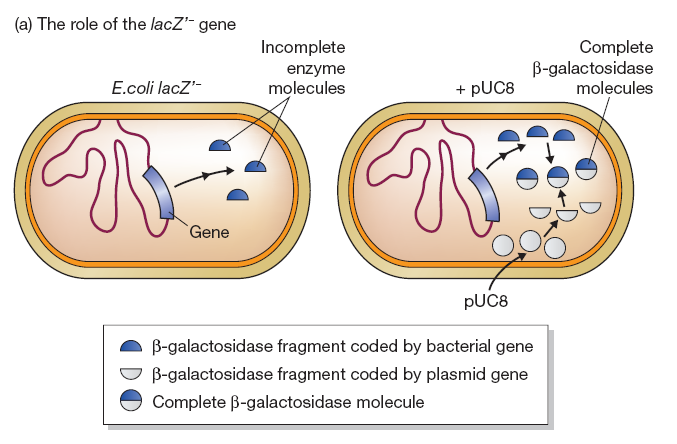 (a) The role of the lacZ’⁻ gene
Incomplete
enzyme
molecules
Complete
β-galactosidase
molecules
E.coli lacZ’⁻
+ pUC8
Gene
pUC8
β-galactosidase fragment coded by bacterial gene
β-galactosidase fragment coded by plasmid gene
Complete β-galactosidase molecule